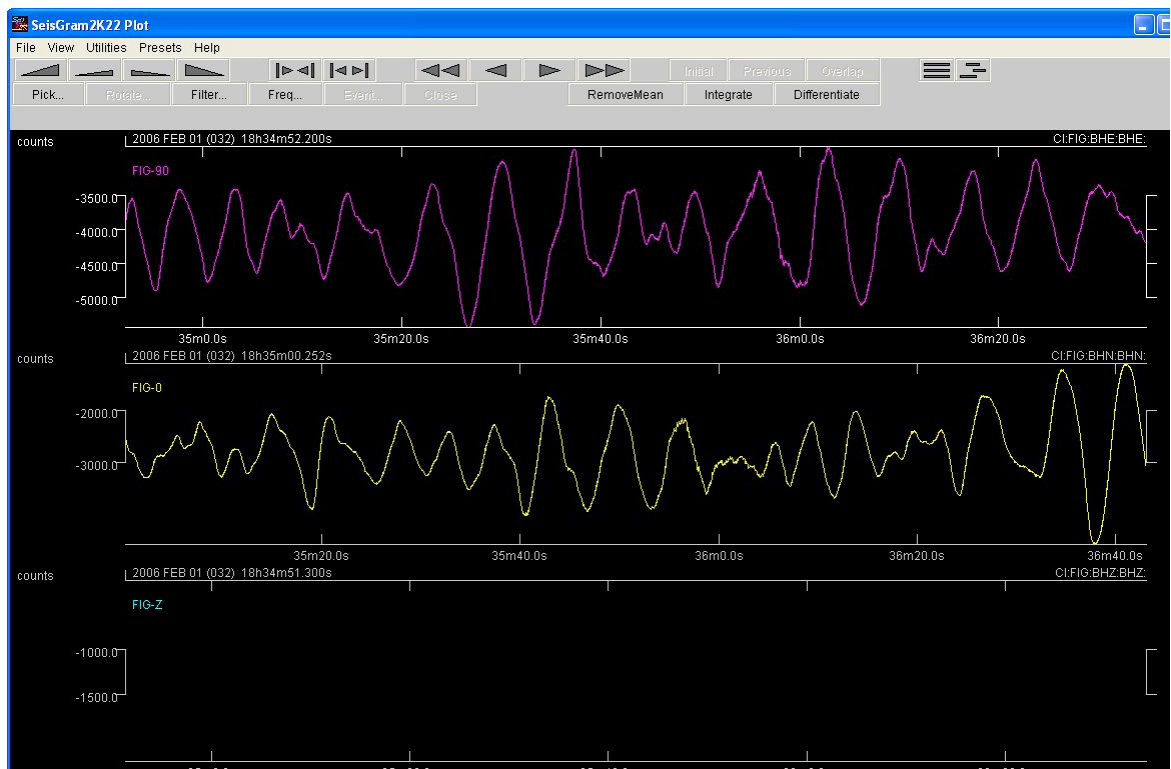 SeisGram2K22 Plot
File View Utilities Presets Help
Initial Previous Overlap
Pick... Rotate... Filter... Freq... Event... Close RemoveMean Integrate Differentiate
counts 2006 FEB 01 (032) 18h34m52.200s CI:FIG:BHE:BHE:
FIG-90
-3500.0
-4000.0
-4500.0
-5000.0
35m0.0s 35m20.0s 35m40.0s 36m0.0s 36m20.0s
counts 2006 FEB 01 (032) 18h35m00.252s CI:FIG:BHN:BHN:
FIG-0
-2000.0
-3000.0
35m20.0s 35m40.0s 36m0.0s 36m20.0s 36m40.0s
counts 2006 FEB 01 (032) 18h34m51.300s CI:FIG:BHZ:BHZ:
FIG-Z
-1000.0
-1500.0